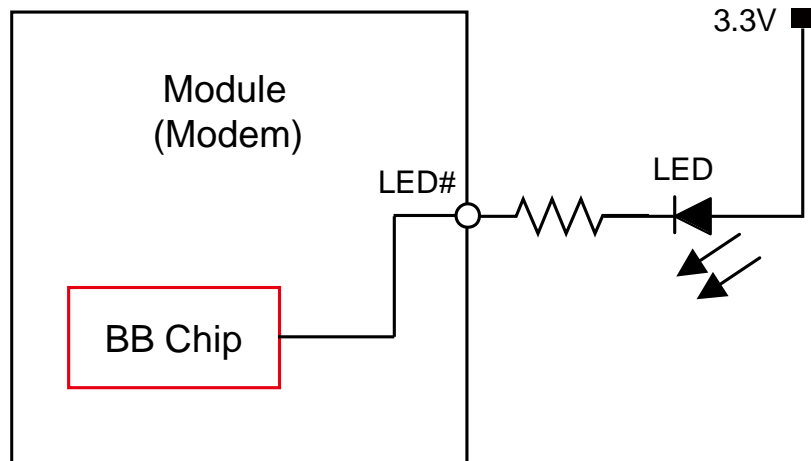 3.3V
Module
(Modem)
LED#
LED
BB Chip